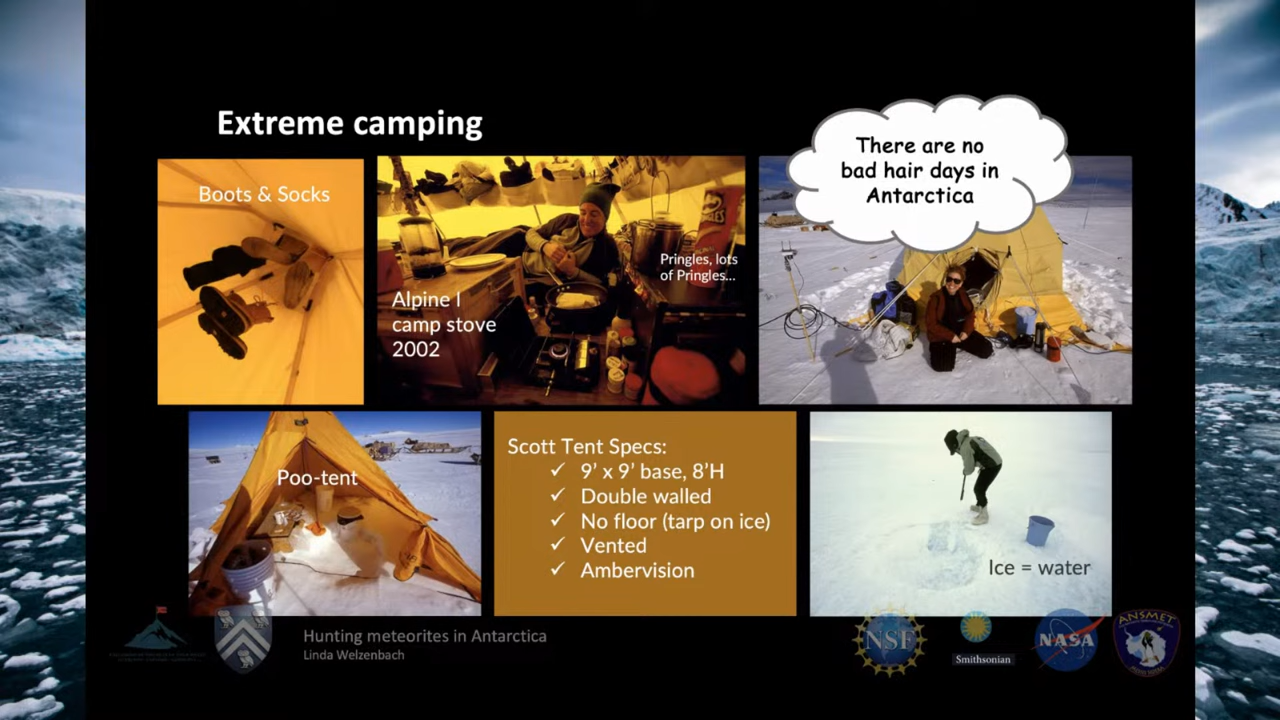 Extreme camping
There are no
bad hair days in
Antarctica
Boots & Socks
Alpine I
camp stove
2002
Pringles, lots
of Pringles...
Poo-tent
Scott Tent Specs:
✓ 9' x 9' base, 8'H
✓ Double walled
✓ No floor (tarp on ice)
✓ Vented
✓ Ambervision
Ice = water
Hunting meteorites in Antarctica
Linda Welzenbach
NSF
Smithsonian
NASA
ANSMET